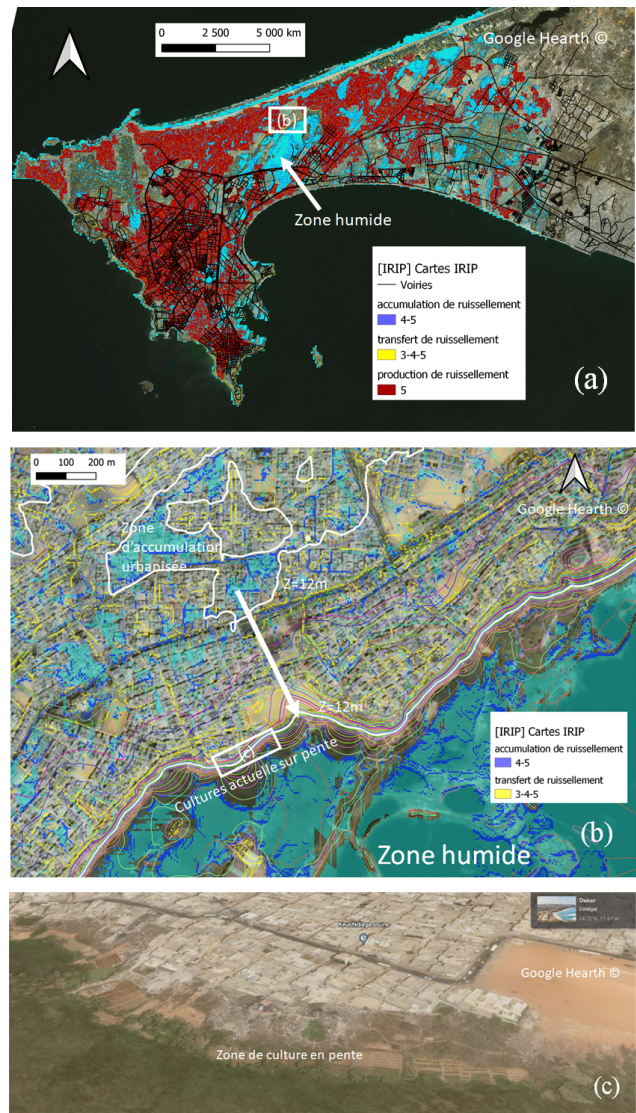 0 2 500 5 000 km
Google Hearth ©
(b)
Zone humide
[IRIP] Cartes IRIP
Voiries
accumulation de ruissellement
4-5
transfert de ruissellement
3-4-5
production de ruissellement
5
(a)
0 100 200 m
Google Hearth ©
Zone
d'accumulation
urbanisée
Z=12m
Z=12m
(c)
Cultures actuelle sur pente
[IRIP] Cartes IRIP
accumulation de ruissellement
4-5
transfert de ruissellement
3-4-5
Zone humide
(b)
Dakar
Sénégal
Google Hearth ©
Zone de culture en pente
(c)